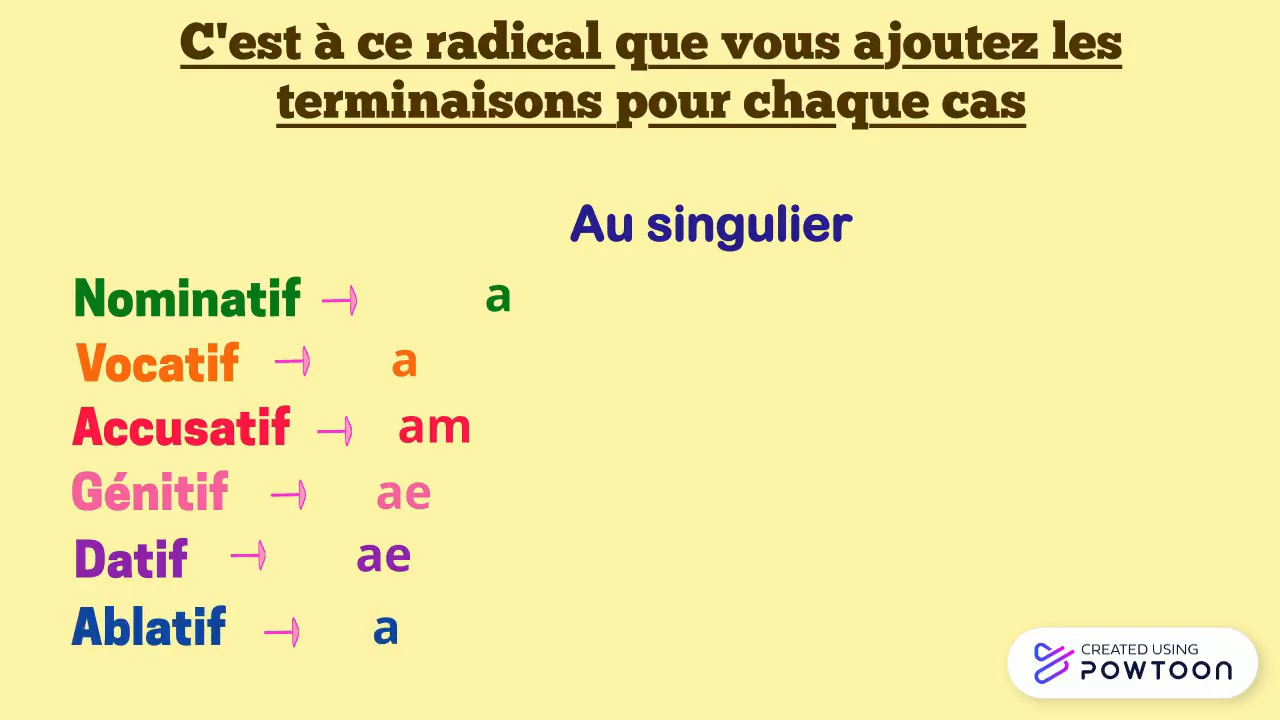 C'est à ce radical que vous ajoutez les
terminaisons pour chaque cas
Au singulier
Nominatif a
Vocatif a
Accusatif am
Génitif ae
Datif ae
Ablatif a
CREATED USING
POWTOON